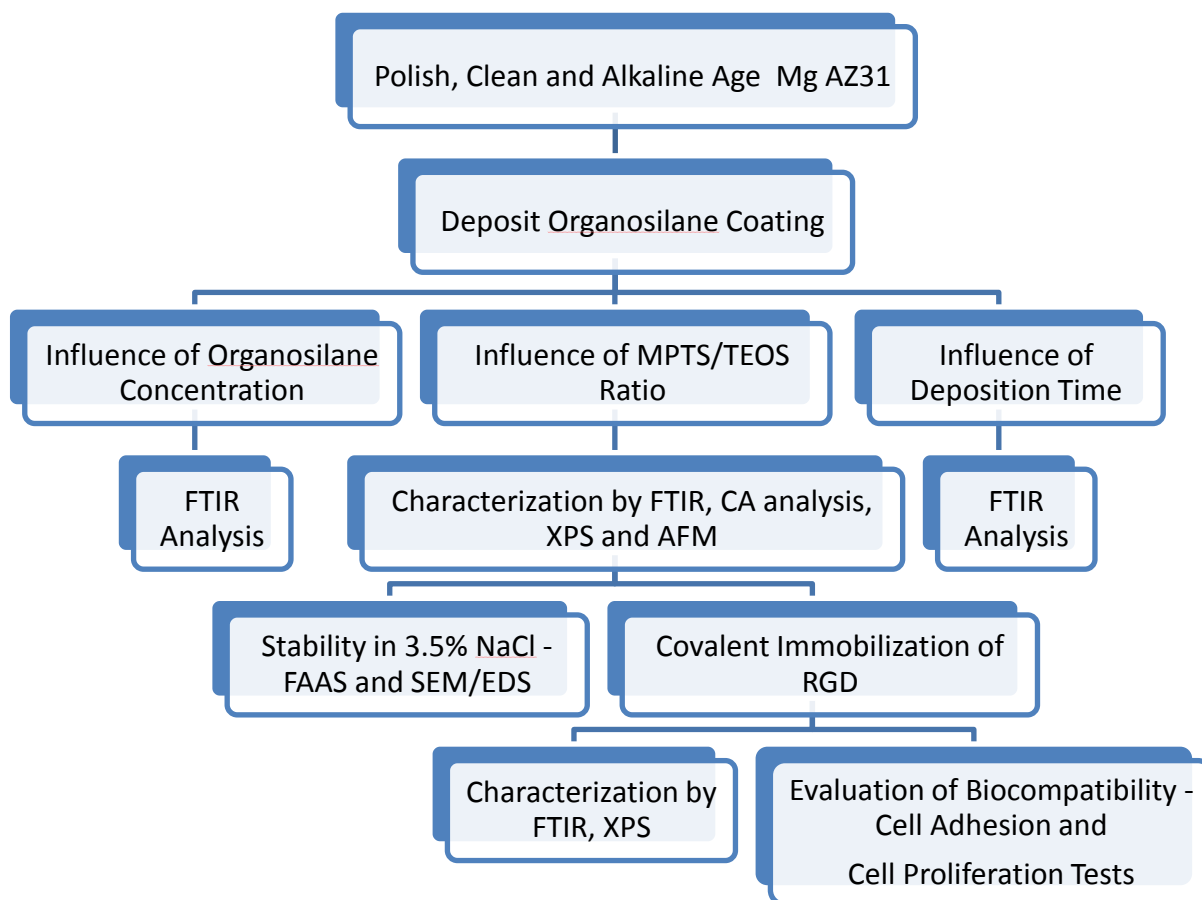 Polish, Clean and Alkaline Age  Mg AZ31
Deposit Organosilane Coating
Influence of Organosilane
Concentration
Influence of MPTS/TEOS
Ratio
Influence of
Deposition Time
FTIR
Analysis
Characterization by FTIR, CA analysis,
XPS and AFM
FTIR
Analysis
Stability in 3.5% NaCl -
FAAS and SEM/EDS
Covalent Immobilization of
RGD
Characterization by
FTIR, XPS
Evaluation of Biocompatibility -
Cell Adhesion and
Cell Proliferation Tests